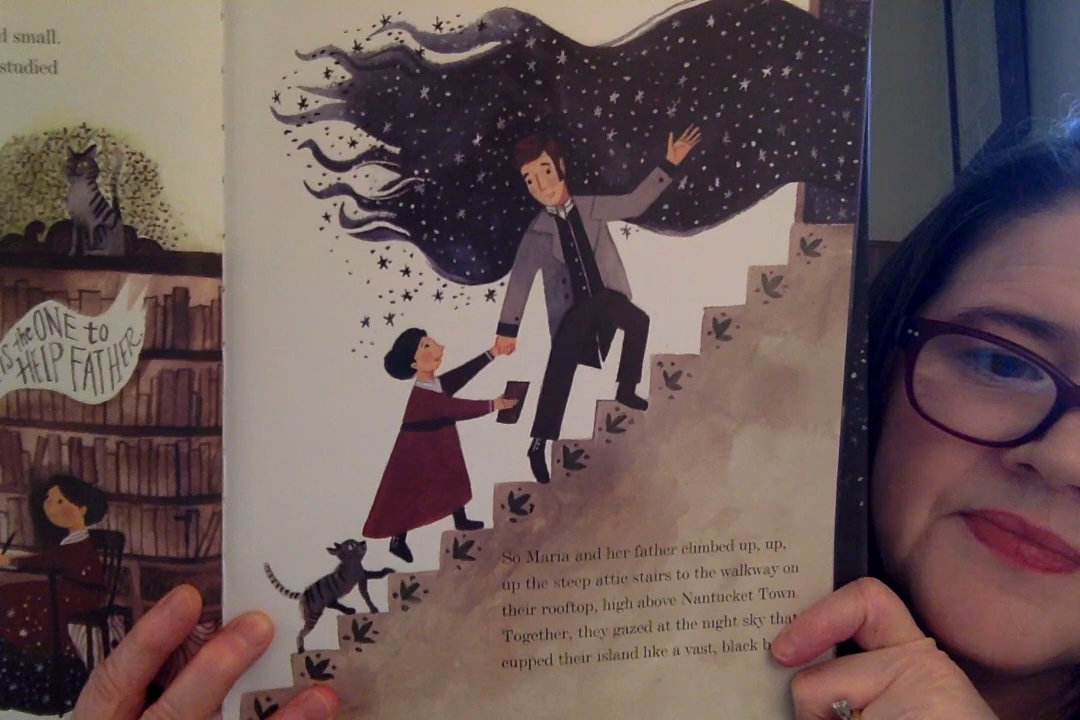 d small.
studied
the ONE to
HELP FATHER
So Maria and her father climbed up, up,
up the steep attic stairs to the walkway on
their rooftop, high above Nantucket Town.
Together, they gazed at the night sky that
cupped their island like a vast, black b